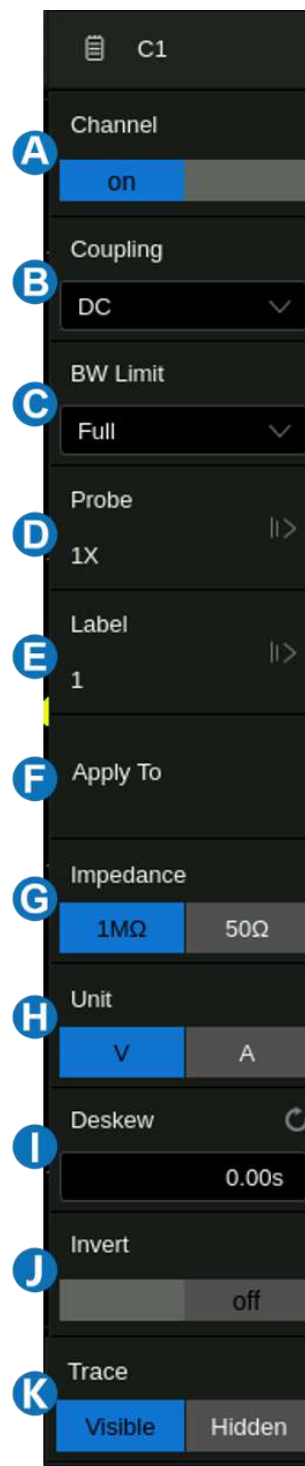 C1
A
Channel
on
B
Coupling
DC
C
BW Limit
Full
D
Probe
1X
E
Label
1
F
Apply To
G
Impedance
1MΩ 50Ω
H
Unit
V A
I
Deskew
0.00s
J
Invert
off
K
Trace
Visible Hidden